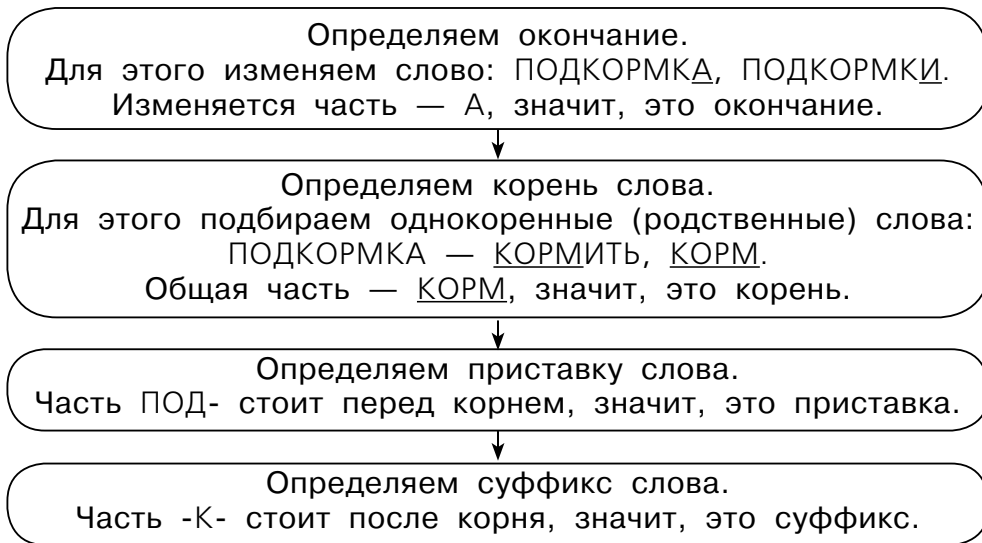 Определяем окончание.
Для этого изменяем слово: ПОДКОРМКА, ПОДКОРМКИ.
Изменяется часть — А, значит, это окончание.
Определяем корень слова.
Для этого подбираем однокоренные (родственные) слова:
ПОДКОРМКА — КОРМИТЬ, КОРМ.
Общая часть — КОРМ, значит, это корень.
Определяем приставку слова.
Часть ПОД- стоит перед корнем, значит, это приставка.
Определяем суффикс слова.
Часть -К- стоит после корня, значит, это суффикс.